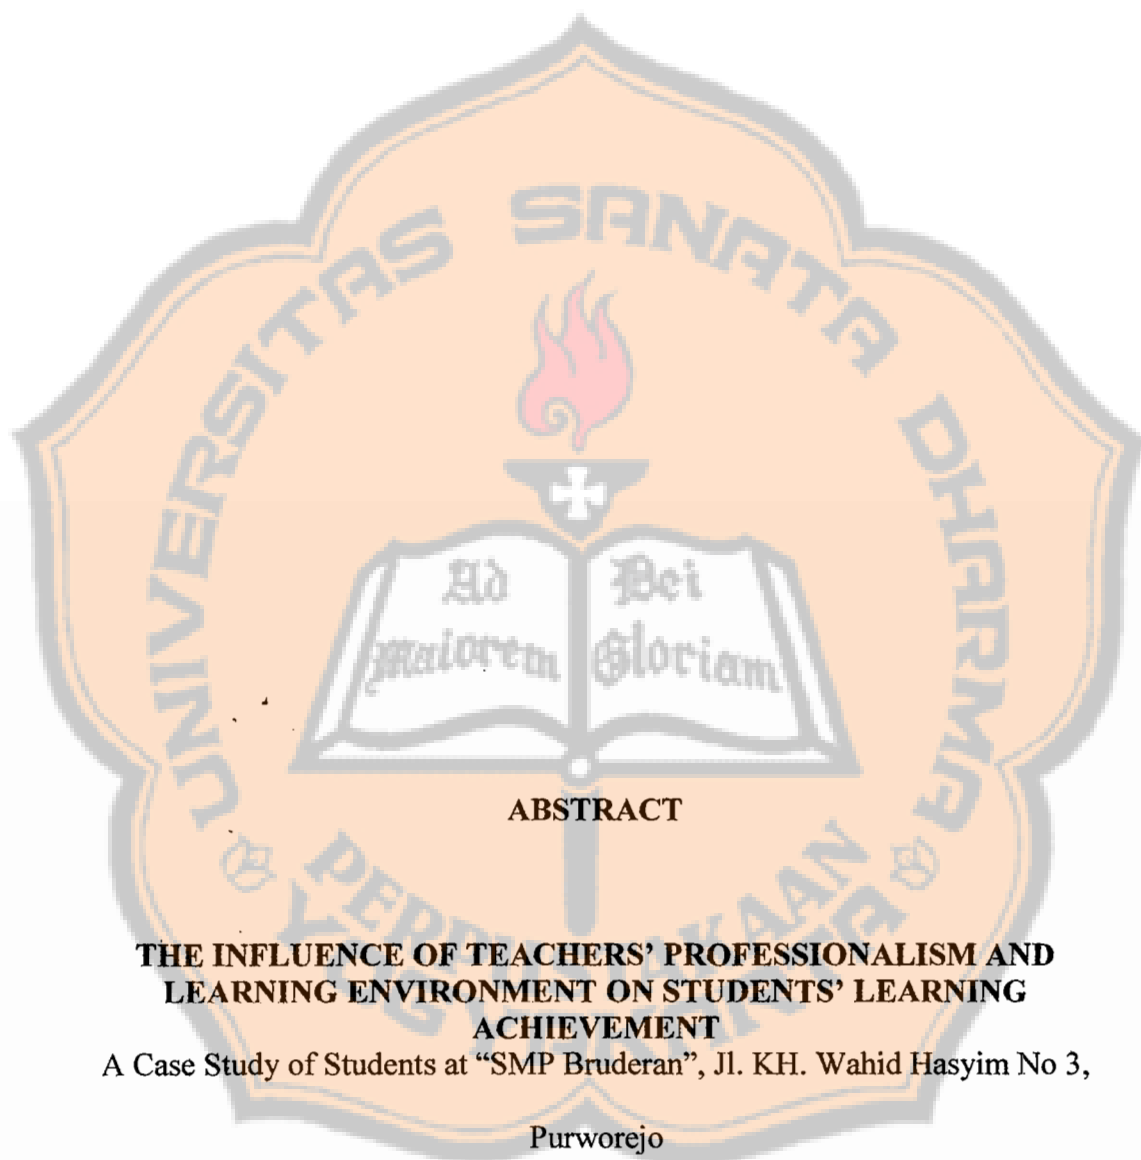 UNIVERSITAS SANATA DHARMA
Ad Dei
Maiorem Gloriam
ABSTRACT
PERPUSTAKAAN
YOGYAKARTA
THE INFLUENCE OF TEACHERS’ PROFESSIONALISM AND
LEARNING ENVIRONMENT ON STUDENTS’ LEARNING
ACHIEVEMENT
A Case Study of Students at “SMP Bruderan”, Jl. KH. Wahid Hasyim No 3,
Purworejo